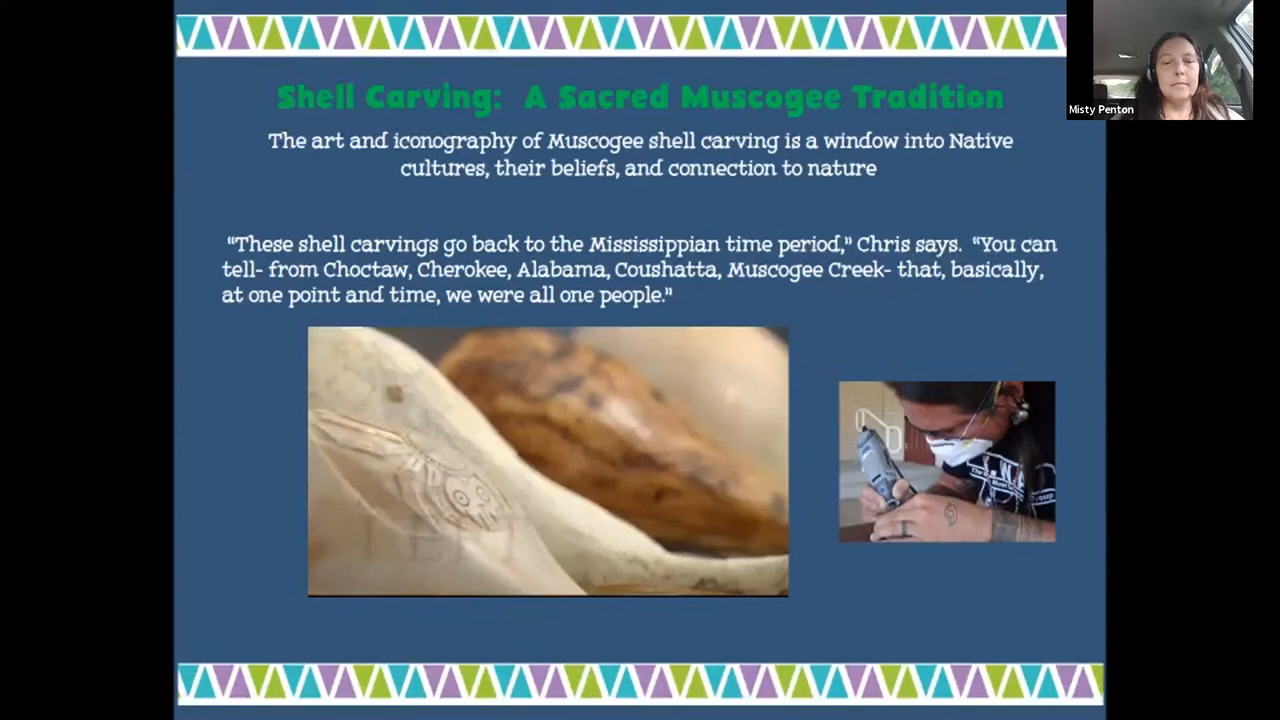 Shell Carving: A Sacred Muscogee Tradition
The art and iconography of Muscogee shell carving is a window into Native
cultures, their beliefs, and connection to nature
"These shell carvings go back to the Mississippian time period," Chris says. "You can
tell- from Choctaw, Cherokee, Alabama, Coushatta, Muscogee Creek- that, basically,
at one point and time, we were all one people."
Misty Penton